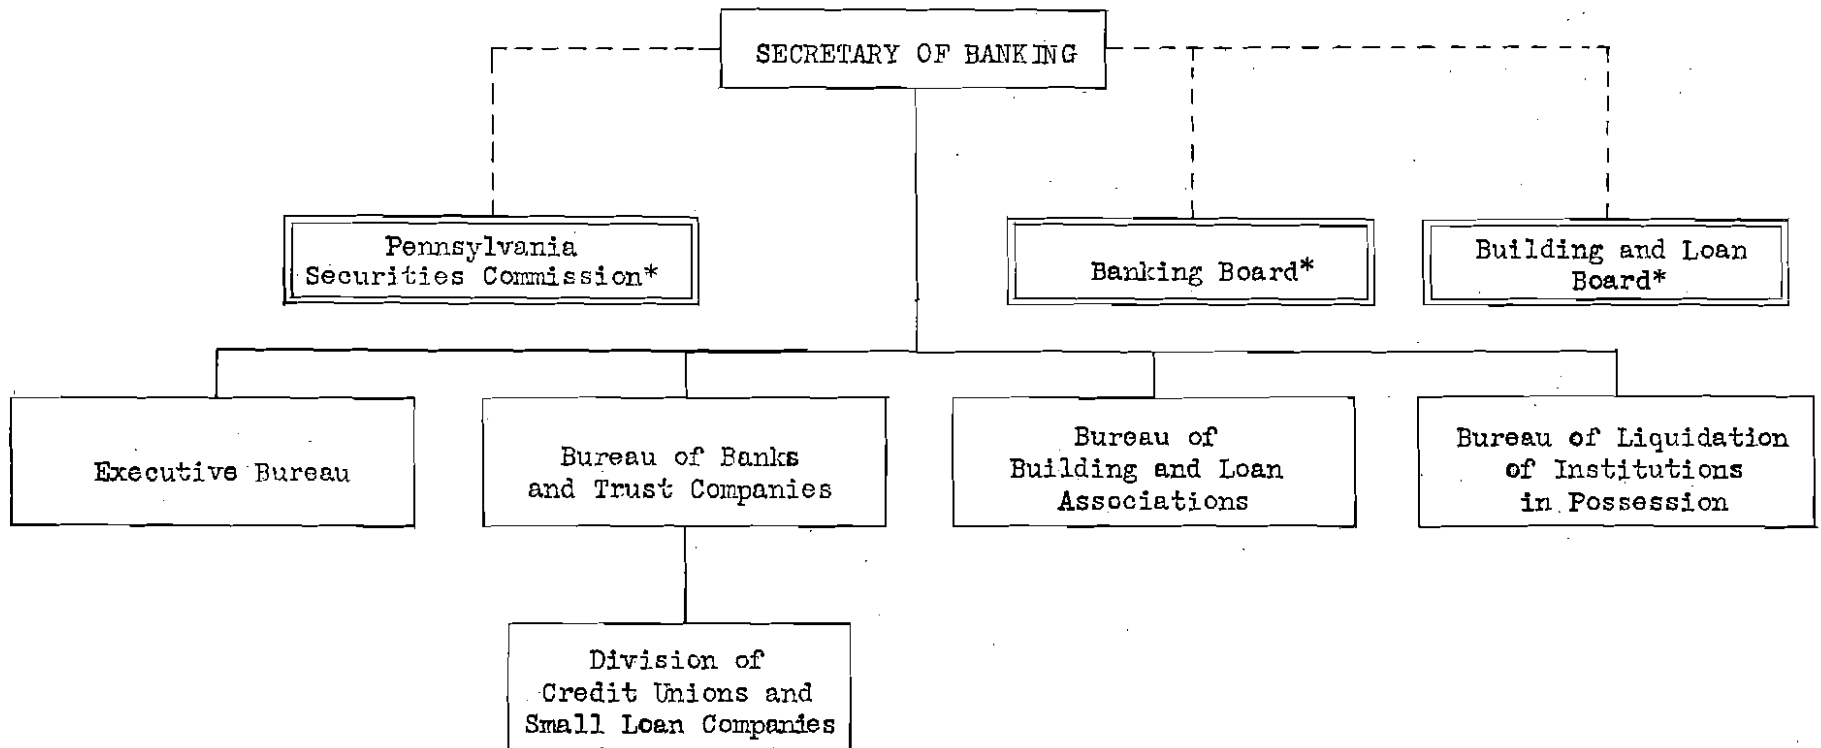 SECRETARY OF BANKING
Pennsylvania
Securities Commission*
Banking Board*
Building and Loan
Board*
Executive Bureau
Bureau of Banks
and Trust Companies
Bureau of
Building and Loan
Associations
Bureau of Liquidation
of Institutions
in Possession
Division of
Credit Unions and
Small Loan Companies